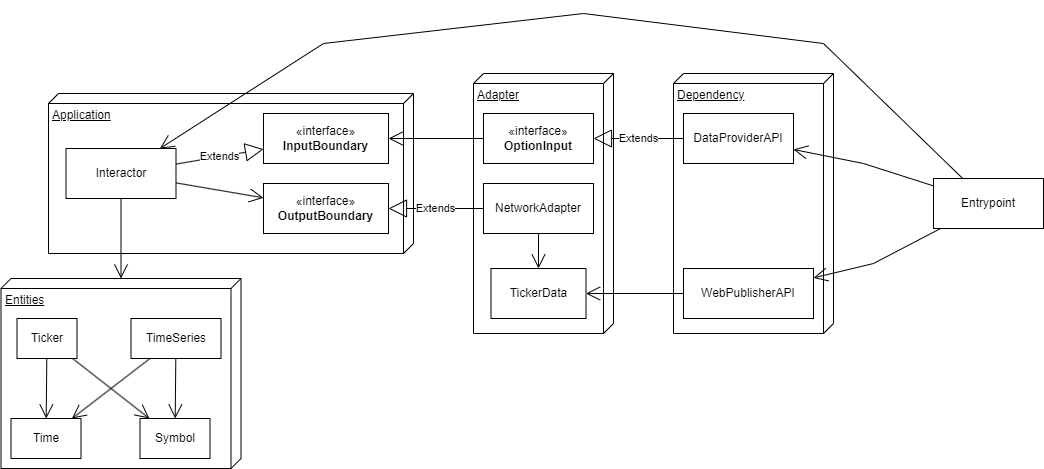 Application
Interactor
Extends
«interface»
InputBoundary
«interface»
OutputBoundary
Adapter
«interface»
OptionInput
Extends
NetworkAdapter
Extends
TickerData
Dependency
DataProviderAPI
WebPublisherAPI
Entrypoint
Entities
Ticker
TimeSeries
Time
Symbol